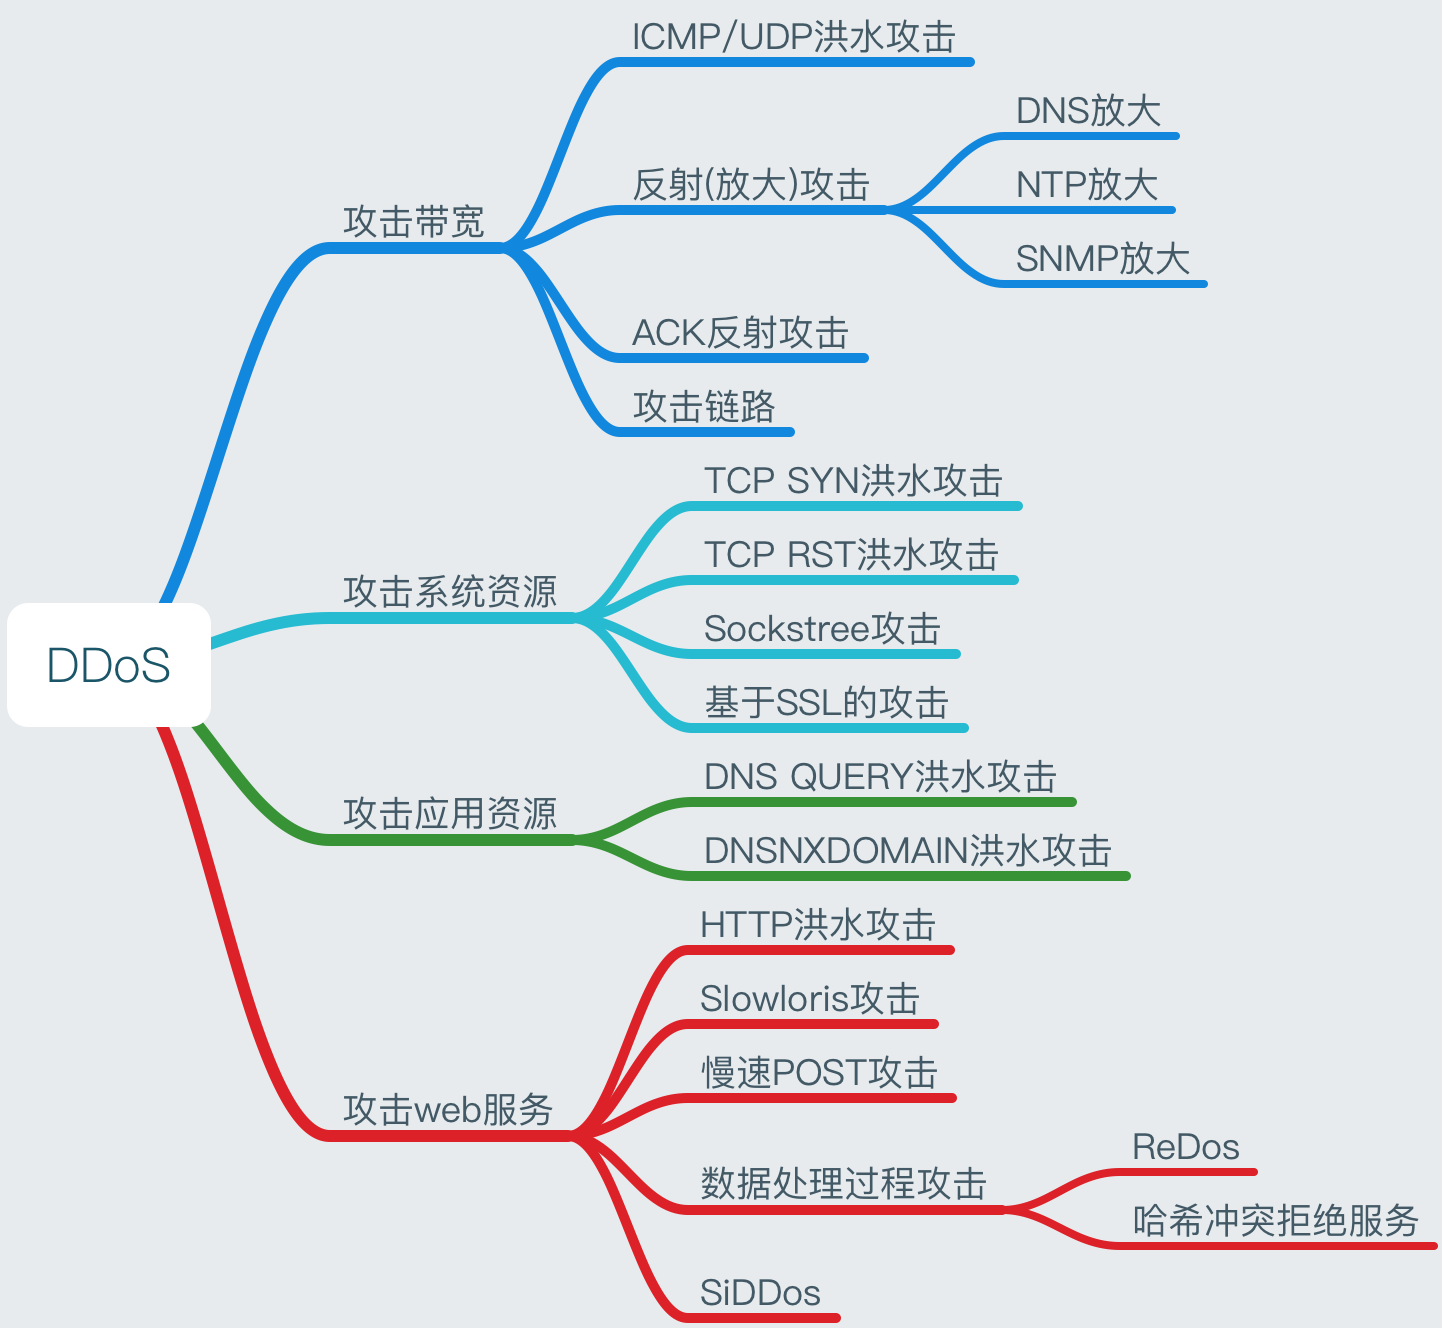 DDoS
攻击带宽
ICMP/UDP洪水攻击
反射(放大)攻击
DNS放大
NTP放大
SNMP放大
ACK反射攻击
攻击链路
攻击系统资源
TCP SYN洪水攻击
TCP RST洪水攻击
Sockstree攻击
基于SSL的攻击
攻击应用资源
DNS QUERY洪水攻击
DNSNXDOMAIN洪水攻击
攻击web服务
HTTP洪水攻击
Slowloris攻击
慢速POST攻击
数据处理过程攻击
ReDos
哈希冲突拒绝服务
SiDDos